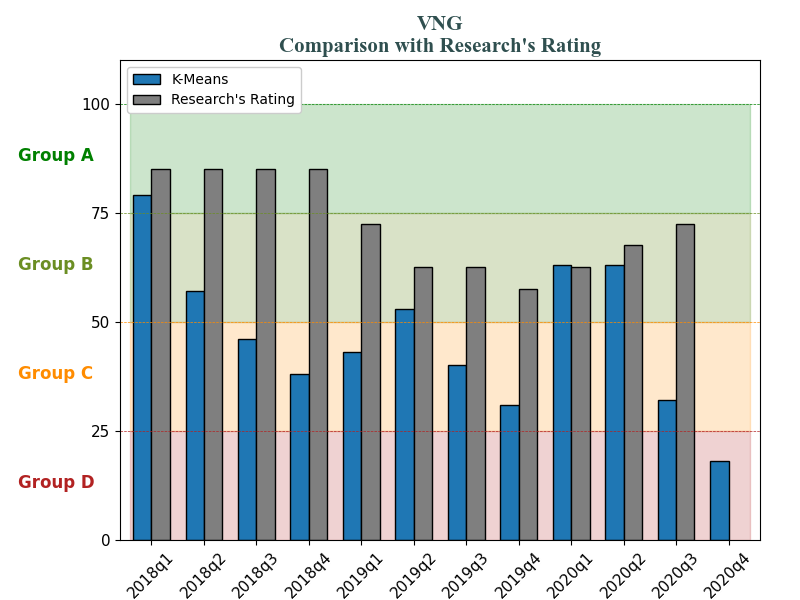 VNG
Comparison with Research's Rating
K-Means
Research's Rating
100
Group A
75
Group B
50
Group C
25
Group D
0
2018q1
2018q2
2018q3
2018q4
2019q1
2019q2
2019q3
2019q4
2020q1
2020q2
2020q3
2020q4